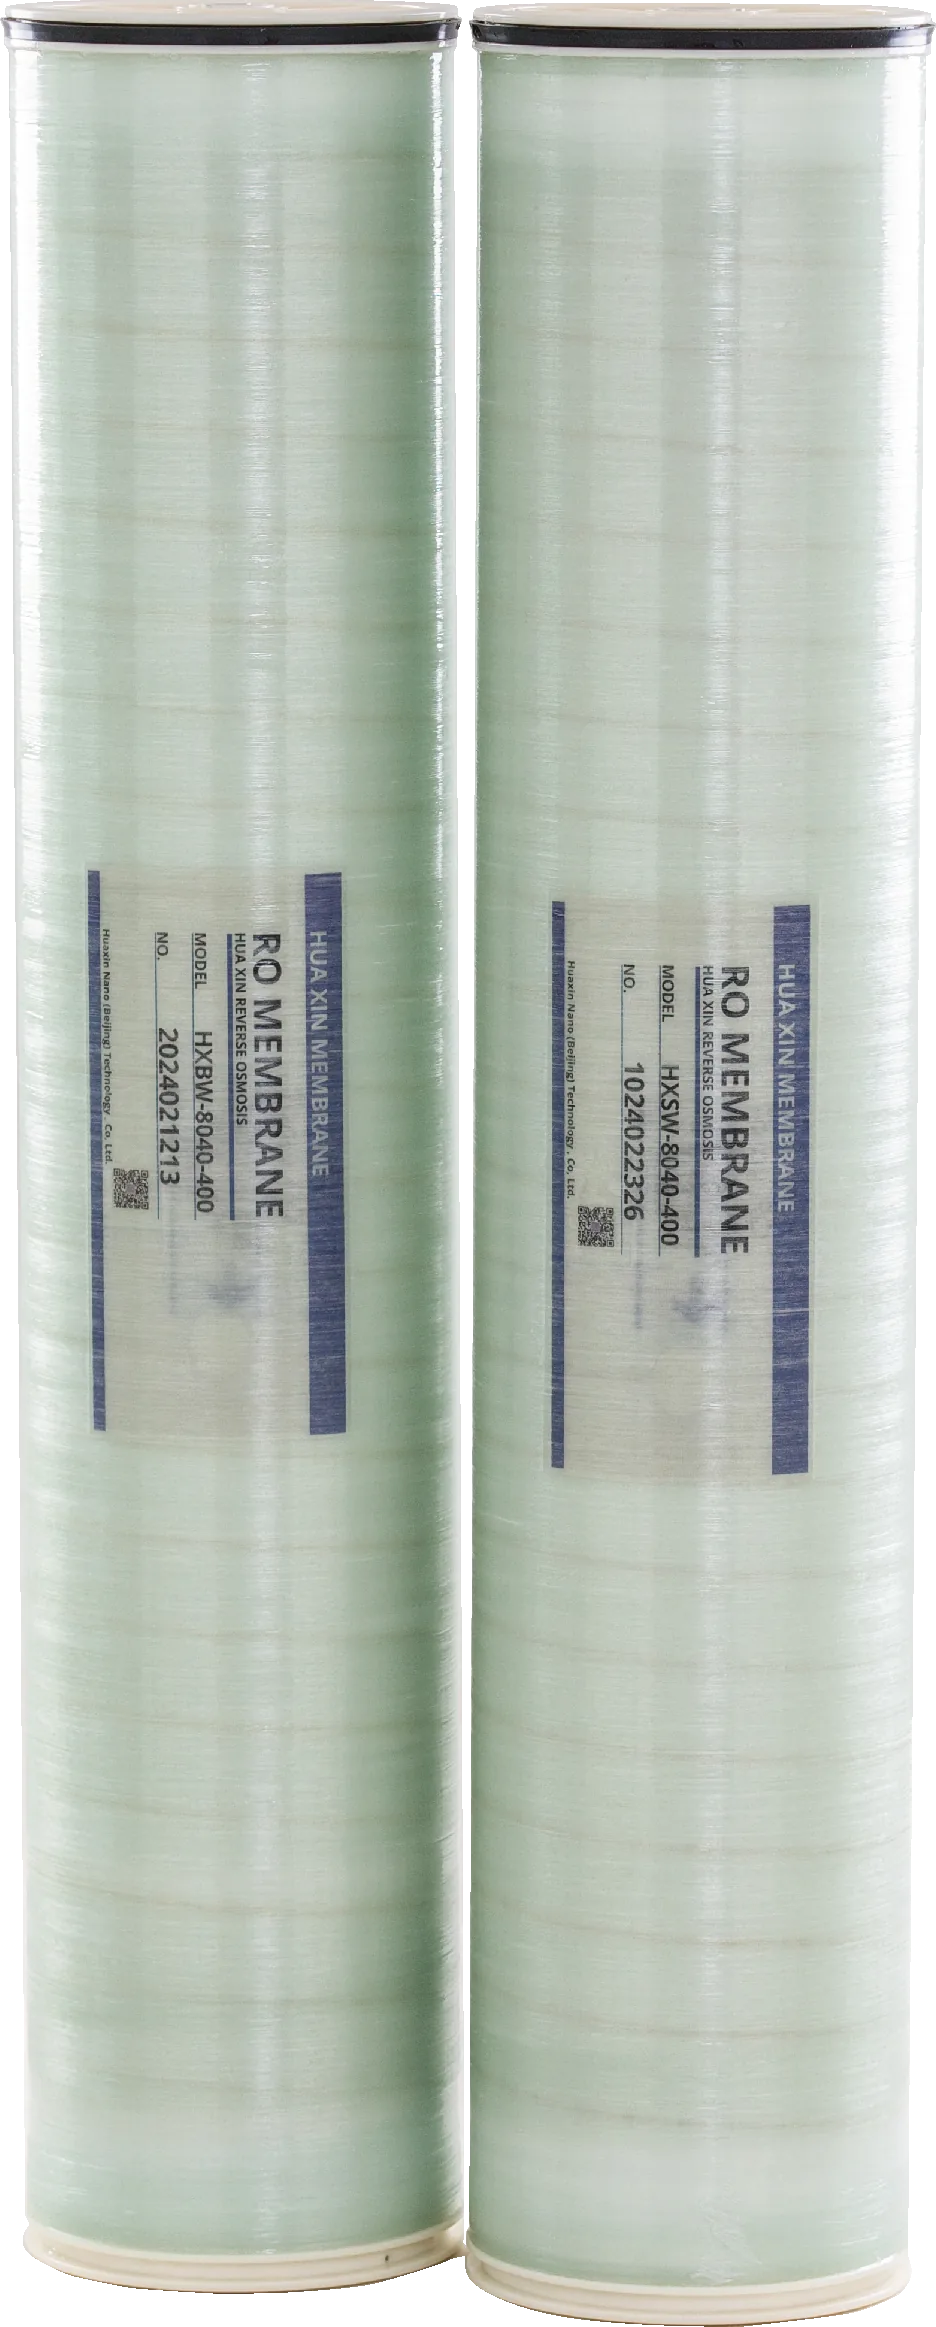 HUA XIN MEMBRANE
RO MEMBRANE
HUA XIN REVERSE OSMOSIS
MODEL HXBW-8040-400
NO. 2024021213
Huaxin Nano (Beijing) Technology . Co, Ltd.
HUA XIN MEMBRANE
RO MEMBRANE
HUA XIN REVERSE OSMOSIS
MODEL HXSW-8040-400
NO. 1024022326
Huaxin Nano (Beijing) Technology . Co, Ltd.